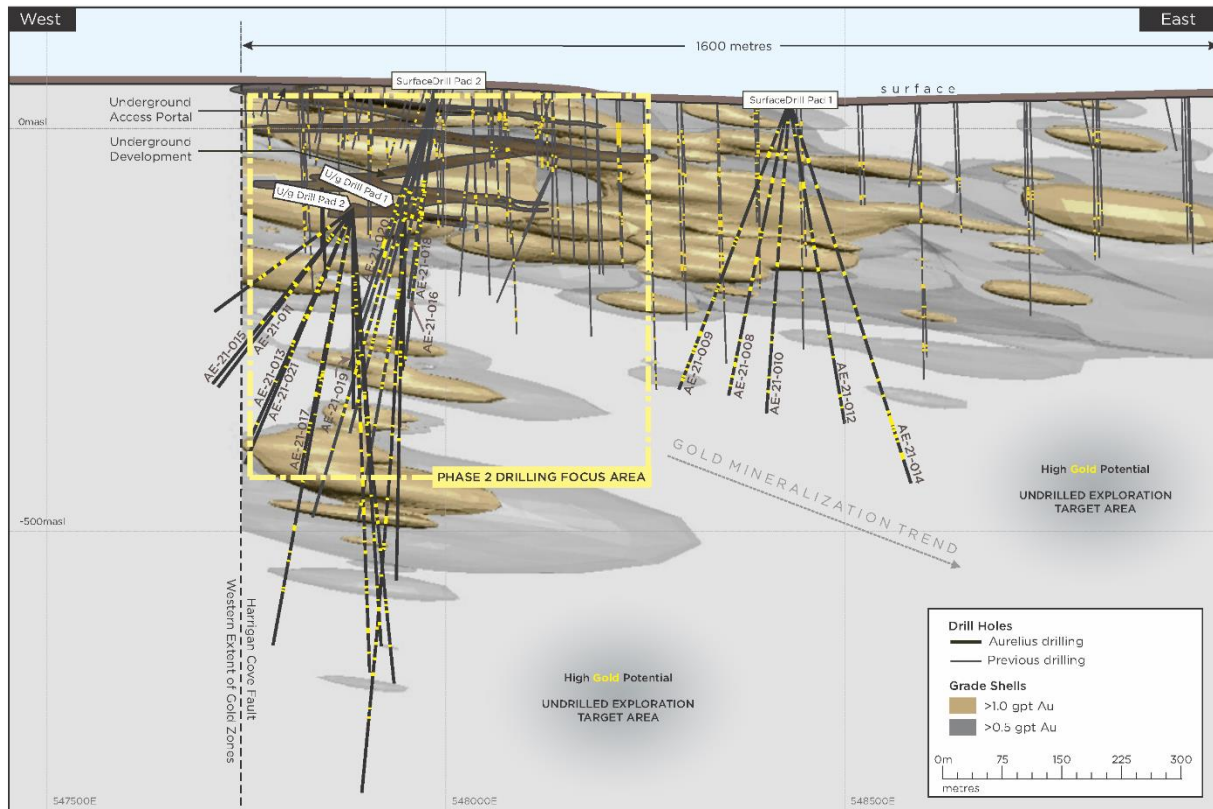 West
East
1600 metres
SurfaceDrill Pad 2
SurfaceDrill Pad 1
surface
Underground
Access Portal
0masl
Underground
Development
U/g Drill Pad 1
U/g Drill Pad 2
AE-21-020
AE-21-018
AE-21-016
AE-21-015
AE-21-011
AE-21-013
AE-21-021
AE-21-017
AE-21-019
AE-21-009
AE-21-008
AE-21-010
AE-21-012
AE-21-014
PHASE 2 DRILLING FOCUS AREA
GOLD MINERALIZATION TREND
High Gold Potential
UNDRILLED EXPLORATION
TARGET AREA
-500masl
Harrigan Cove Fault
Western Extent of Gold Zones
High Gold Potential
UNDRILLED EXPLORATION
TARGET AREA
Drill Holes
Aurelius drilling
Previous drilling
Grade Shells
>1.0 gpt Au
>0.5 gpt Au
0m 75 150 225 300
metres
547500E
548000E
548500E